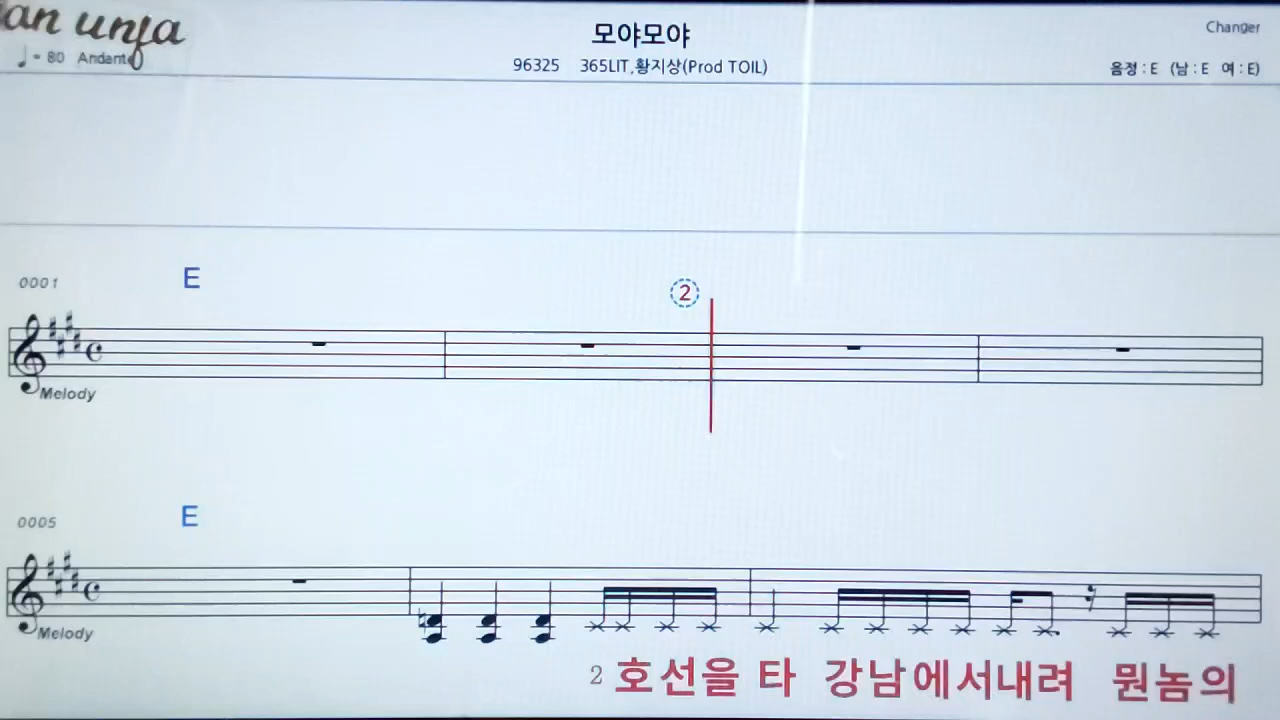 an unja
모야모야
Changer
♩= 80 Andante
96325 365LIT,황지상(Prod TOIL)
음정 : E (남 : E 여 : E)
0001 E
②
Melody
0005 E
Melody
2 호선을 타 강남에서내려 뭔놈의